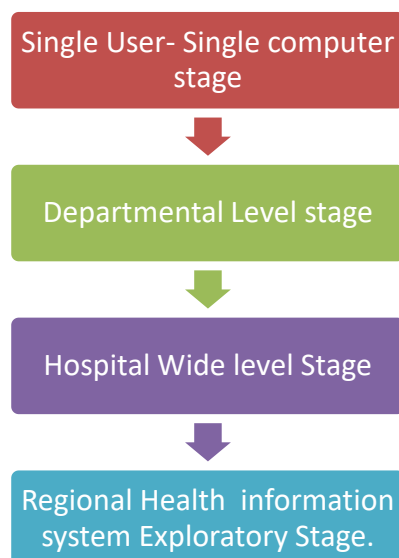 Single User- Single computer
stage
Departmental Level stage
Hospital Wide level Stage
Regional Health information
system Exploratory Stage.